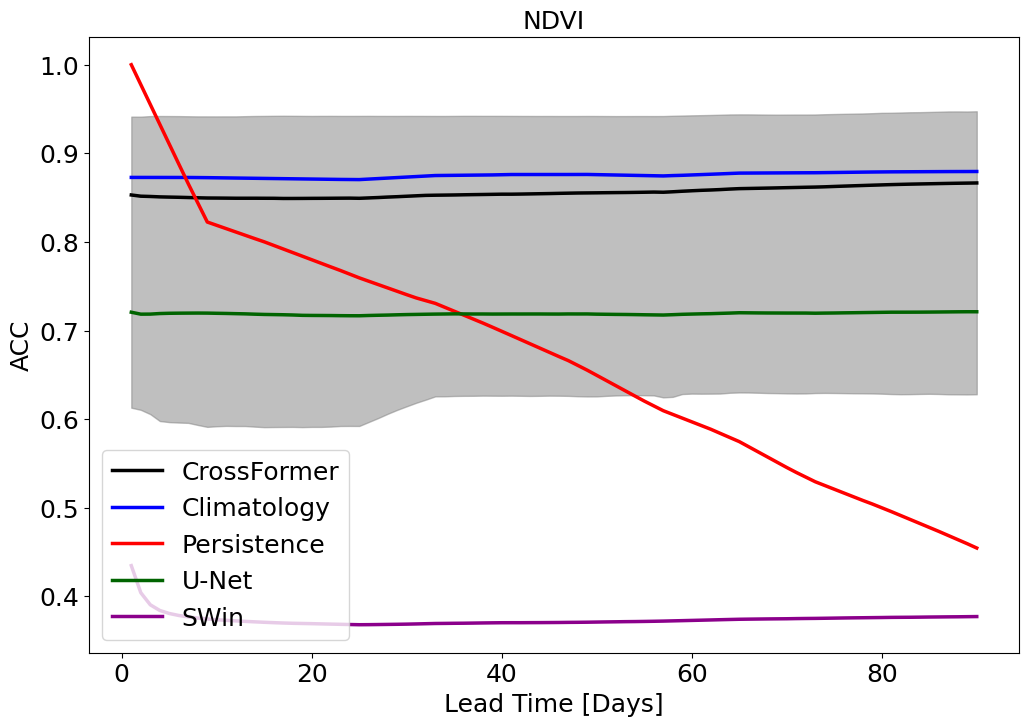 NDVI
ACC
1.0
0.9
0.8
0.7
0.6
0.5
0.4
CrossFormer
Climatology
Persistence
U-Net
SWin
0 20 40 60 80
Lead Time [Days]